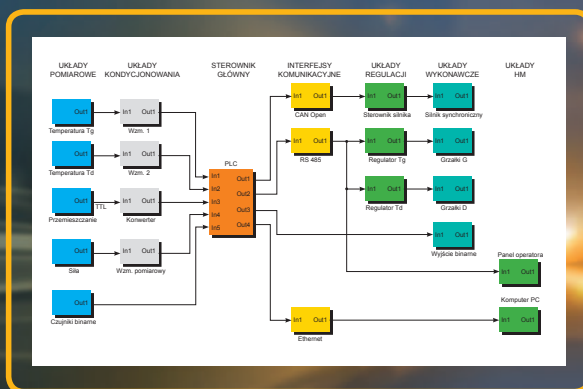 UKŁADY POMIAROWE
UKŁADY KONDYCJONOWANIA
STEROWNIK GŁÓWNY
INTERFEJSY KOMUNIKACYJNE
UKŁADY REGULACJI
UKŁADY WYKONAWCZE
UKŁADY HM
Out1
Temperatura Tg
In1 Out1
Wzm. 1
Out1
Temperatura Td
In1 Out1
Wzm. 2
Out1
Przemieszczanie
TTL
In1 Out1
Konwerter
Out1
Siła
In1 Out1
Wzm. pomiarowy
Out1
Czujniki binarne
PLC
In1 Out1
In2 Out2
In3 Out3
In4 Out4
In5
In1 Out1
CAN Open
In1 Out1
Sterownik silnika
In1 Out1
Silnik synchroniczny
In1 Out1
RS 485
In1 Out1
Regulator Tg
In1 Out1
Grzałki G
In1 Out1
Regulator Td
In1 Out1
Grzałki D
In1 Out1
Wyjście binarne
Panel operatora
In1 Out1
Komputer PC
In1 Out1
In1 Out1
Ethernet